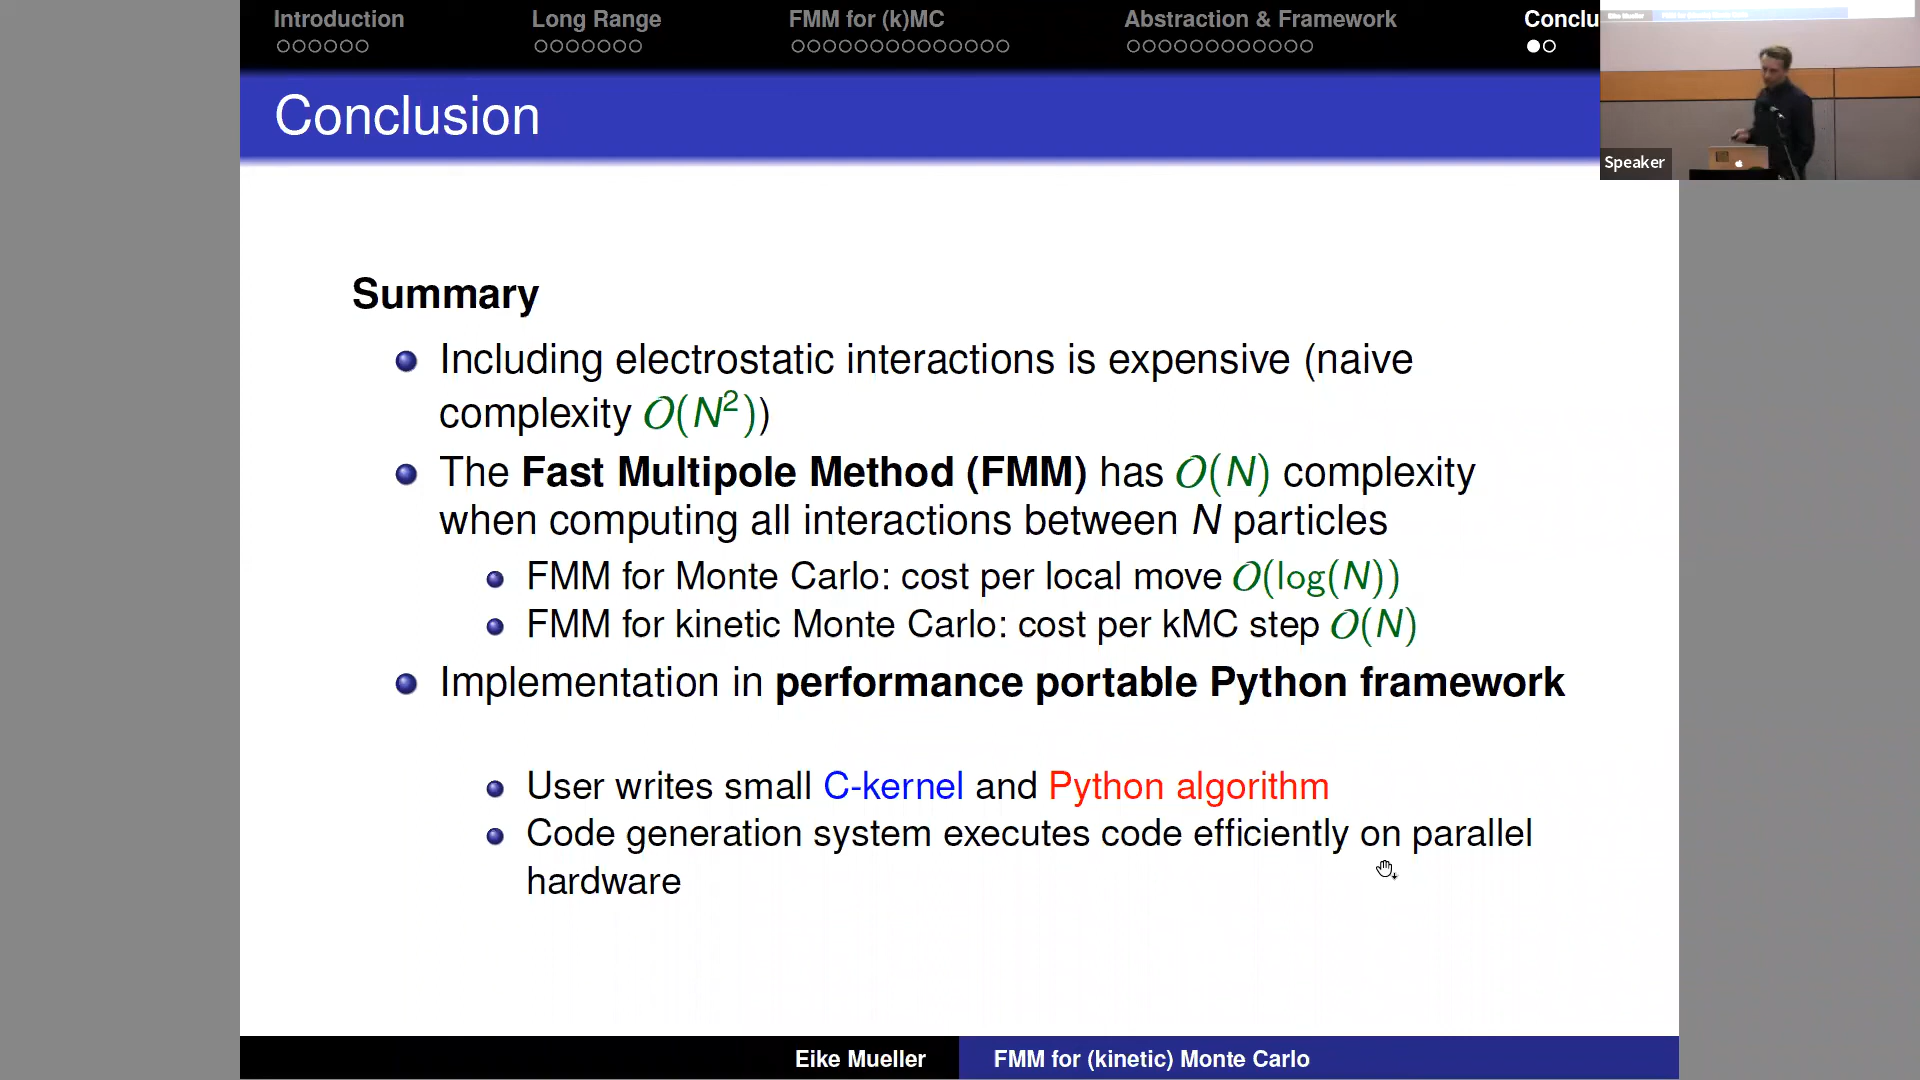 Introduction
Long Range
FMM for (k)MC
Abstraction & Framework
Conclu
Conclusion
Speaker
Summary
Including electrostatic interactions is expensive (naive
complexity O(N²))
The Fast Multipole Method (FMM) has O(N) complexity
when computing all interactions between N particles
FMM for Monte Carlo: cost per local move O(log(N))
FMM for kinetic Monte Carlo: cost per kMC step O(N)
Implementation in performance portable Python framework
User writes small C-kernel and Python algorithm
Code generation system executes code efficiently on parallel
hardware
Eike Mueller
FMM for (kinetic) Monte Carlo